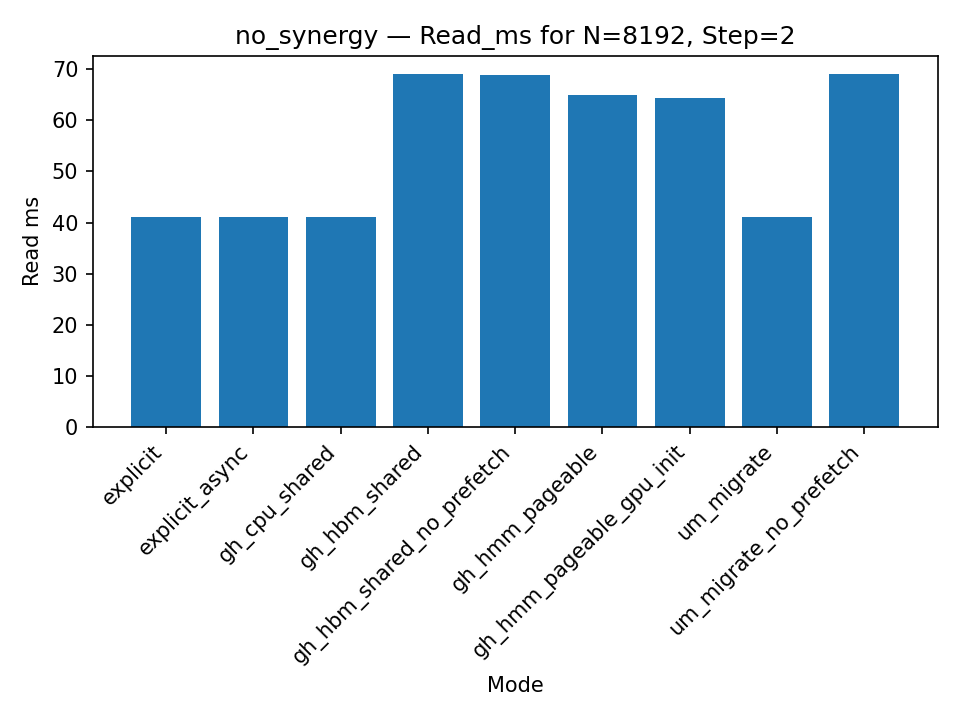 no_synergy — Read_ms for N=8192, Step=2
Read ms
70
60
50
40
30
20
10
0
explicit
explicit_async
gh_cpu_shared
gh_hbm_shared
gh_hbm_shared_no_prefetch
gh_hmm_pageable
gh_hmm_pageable_gpu_init
um_migrate
um_migrate_no_prefetch
Mode